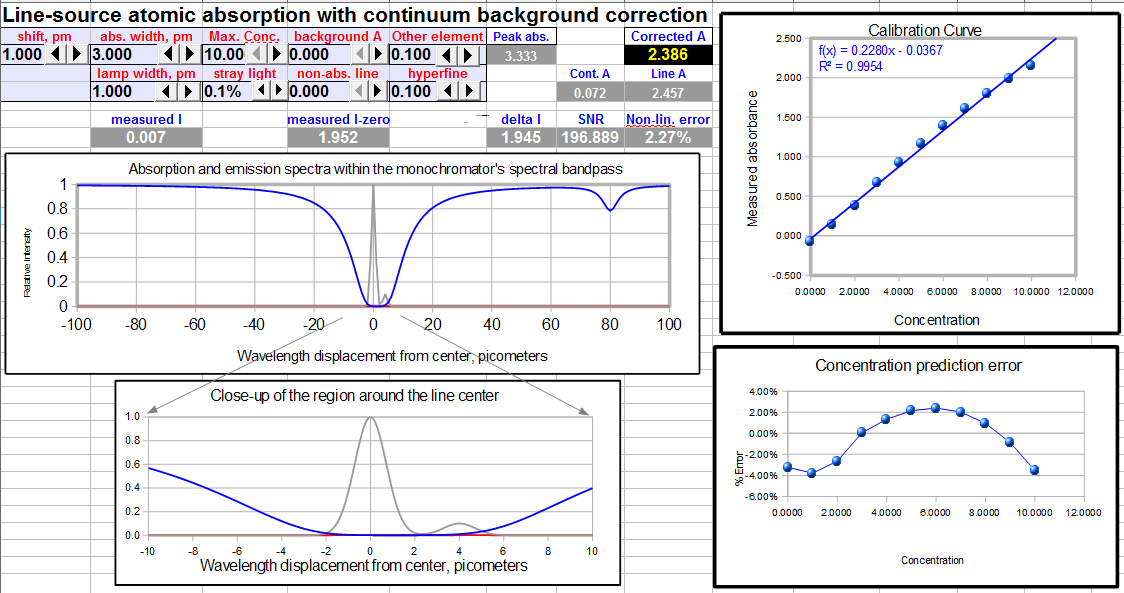 Line-source atomic absorption with continuum background correction
shift, pm abs. width, pm Max. Conc. background A Other element Peak abs. Corrected A
1.000 3.000 10.00 0.000 0.100 3.333 2.386
lamp width, pm stray light non-abs. line hyperfine Cont. A Line A
1.000 0.1% 0.000 0.100 0.072 2.457
measured I measured I-zero delta I SNR Non-lin. error
0.007 1.952 1.945 196.889 2.27%
Absorption and emission spectra within the monochromator's spectral bandpass
Relative Intensity
1
0.8
0.6
0.4
0.2
0
-100 -80 -60 -40 -20 0 20 40 60 80 100
Wavelength displacement from center, picometers
Close-up of the region around the line center
1.0
0.8
0.6
0.4
0.2
0.0
-10 -8 -6 -4 -2 0 2 4 6 8 10
Wavelength displacement from center, picometers
Calibration Curve
f(x) = 0.2280x - 0.0367
R² = 0.9954
Measured absorbance
2.500
2.000
1.500
1.000
0.500
0.000
-0.500
0.0000 2.0000 4.0000 6.0000 8.0000 10.0000 12.0000
Concentration
Concentration prediction error
% Error
4.00%
2.00%
0.00%
-2.00%
-4.00%
-6.00%
0.0000 2.0000 4.0000 6.0000 8.0000 10.0000 12.0000
Concentration